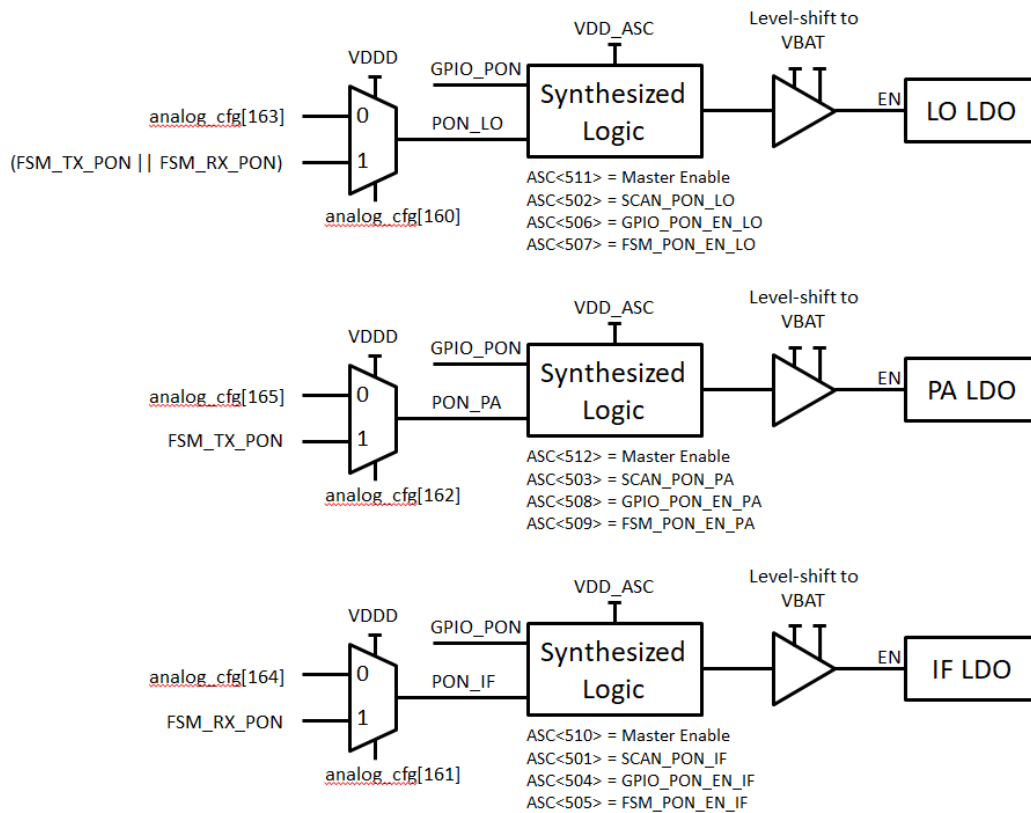 Level-shift to
VBAT
VDD_ASC
VDDD
GPIO_PON
analog_cfg[163]
0
PON_LO
Synthesized
Logic
EN
LO LDO
(FSM_TX_PON || FSM_RX_PON)
1
analog_cfg[160]
ASC<511> = Master Enable
ASC<502> = SCAN_PON_LO
ASC<506> = GPIO_PON_EN_LO
ASC<507> = FSM_PON_EN_LO
Level-shift to
VBAT
VDD_ASC
VDDD
GPIO_PON
analog_cfg[165]
0
PON_PA
Synthesized
Logic
EN
PA LDO
FSM_TX_PON
1
analog_cfg[162]
ASC<512> = Master Enable
ASC<503> = SCAN_PON_PA
ASC<508> = GPIO_PON_EN_PA
ASC<509> = FSM_PON_EN_PA
Level-shift to
VBAT
VDD_ASC
VDDD
GPIO_PON
analog_cfg[164]
0
PON_IF
Synthesized
Logic
EN
IF LDO
FSM_RX_PON
1
analog_cfg[161]
ASC<510> = Master Enable
ASC<501> = SCAN_PON_IF
ASC<504> = GPIO_PON_EN_IF
ASC<505> = FSM_PON_EN_IF